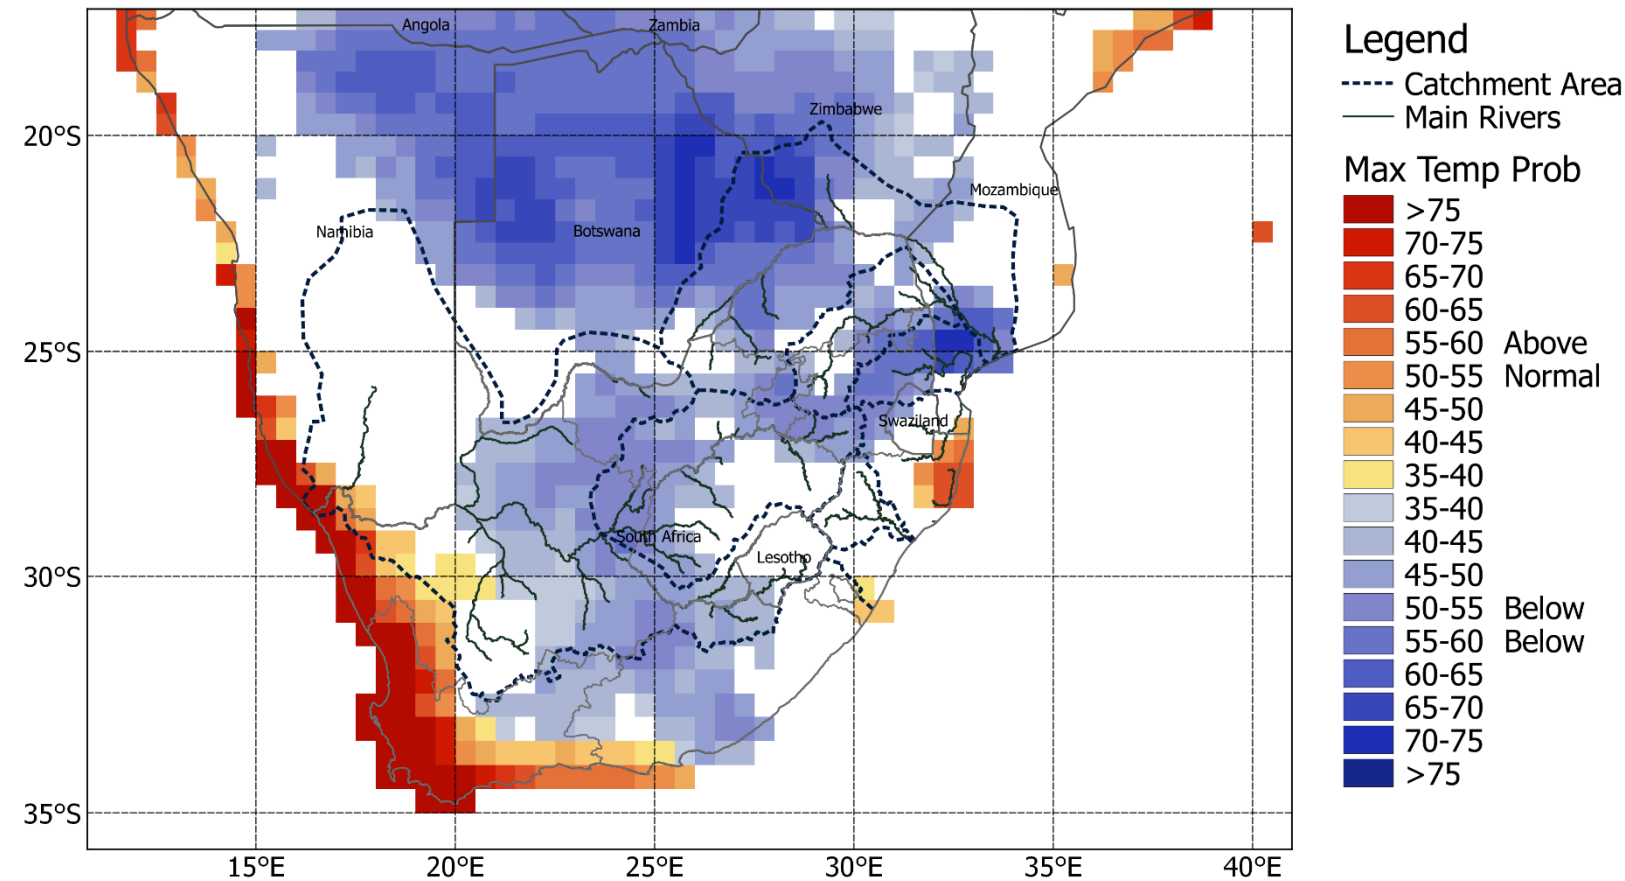 Angola
Zambia
Zimbabwe
Mozambique
Namibia
Botswana
Swaziland
South Africa
Lesotho
20°S
25°S
30°S
35°S
15°E
20°E
25°E
30°E
35°E
40°E
Legend
Catchment Area
Main Rivers
Max Temp Prob
>75
70-75
65-70
60-65
55-60 Above
50-55 Normal
45-50
40-45
35-40
35-40
40-45
45-50
50-55 Below
55-60 Below
60-65
65-70
70-75
>75